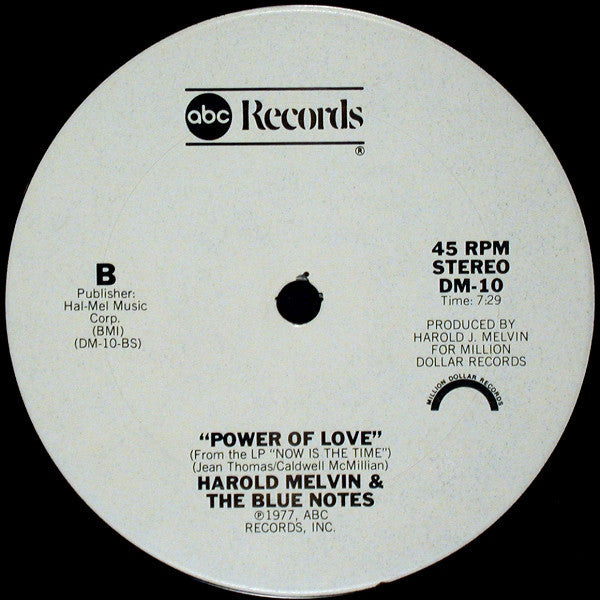 abc Records
®
B
Publisher:
Hal-Mel Music
Corp.
(BMI)
(DM-10-BS)
45 RPM
STEREO
DM-10
Time: 7:29
PRODUCED BY
HAROLD J. MELVIN
FOR MILLION
DOLLAR RECORDS
MILLION DOLLAR RECORDS
"POWER OF LOVE"
(From the LP "NOW IS THE TIME")
(Jean Thomas/Caldwell McMillian)
HAROLD MELVIN &
THE BLUE NOTES
℗1977, ABC
RECORDS, INC.